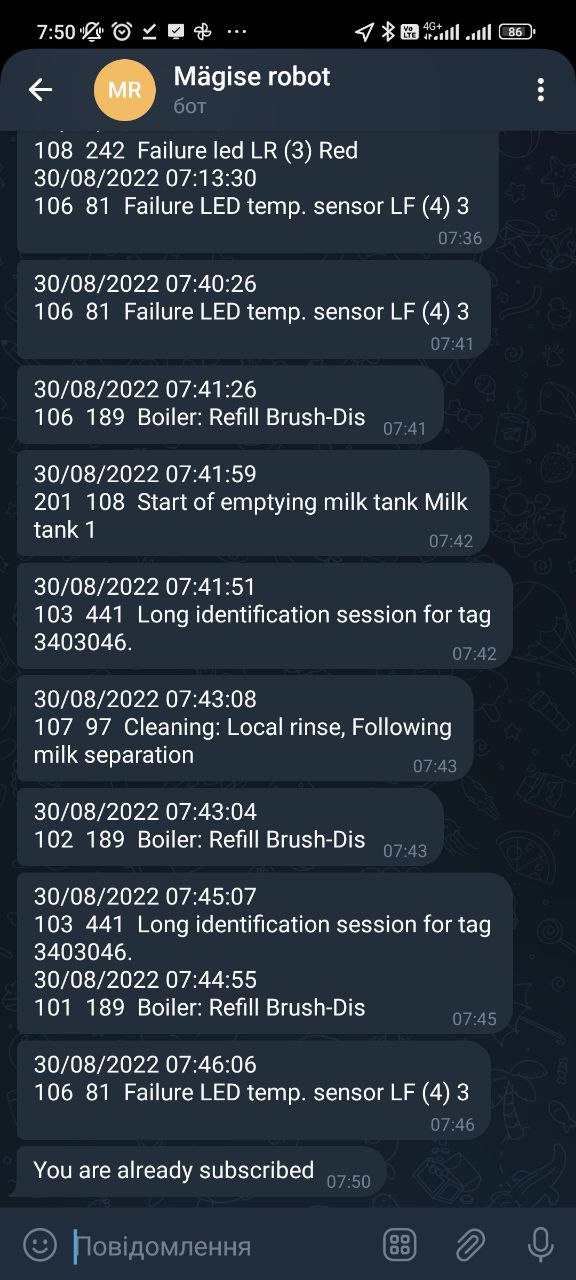 7:50
4G+
Vo
LTE
86
MR
Mägise robot
бот
108 242 Failure led LR (3) Red
30/08/2022 07:13:30
106 81 Failure LED temp. sensor LF (4) 3
07:36
30/08/2022 07:40:26
106 81 Failure LED temp. sensor LF (4) 3
07:41
30/08/2022 07:41:26
106 189 Boiler: Refill Brush-Dis
07:41
30/08/2022 07:41:59
201 108 Start of emptying milk tank Milk
tank 1
07:42
30/08/2022 07:41:51
103 441 Long identification session for tag
3403046.
07:42
30/08/2022 07:43:08
107 97 Cleaning: Local rinse, Following
milk separation
07:43
30/08/2022 07:43:04
102 189 Boiler: Refill Brush-Dis
07:43
30/08/2022 07:45:07
103 441 Long identification session for tag
3403046.
30/08/2022 07:44:55
101 189 Boiler: Refill Brush-Dis
07:45
30/08/2022 07:46:06
106 81 Failure LED temp. sensor LF (4) 3
07:46
You are already subscribed
07:50
Повідомлення